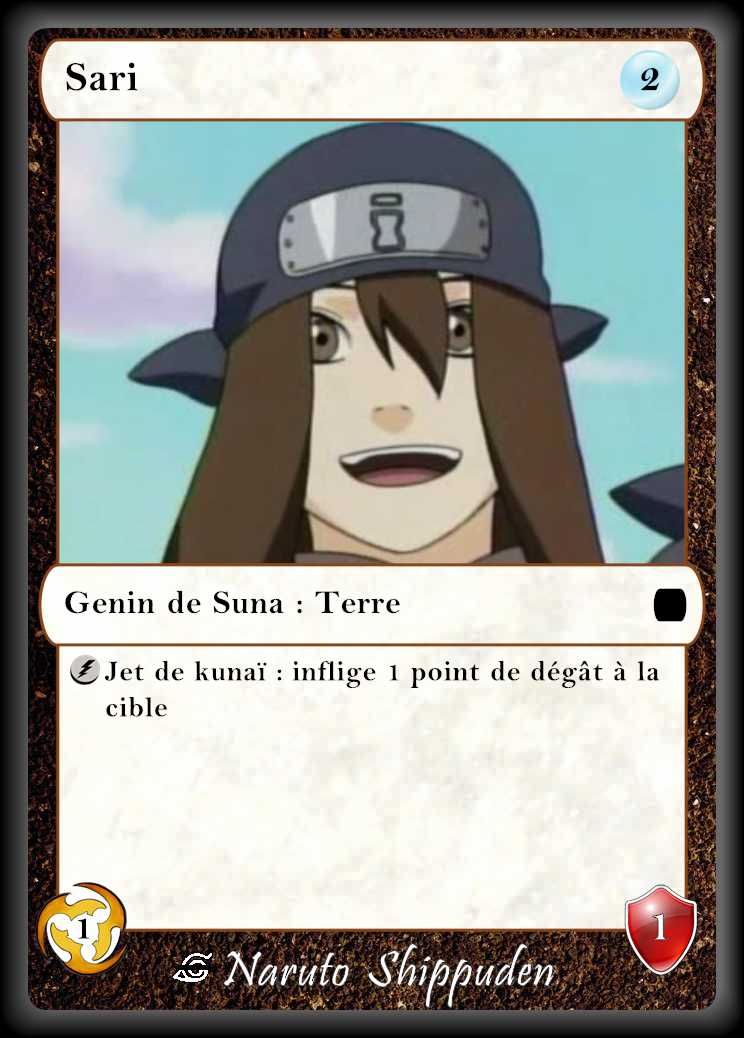 Sari
2
Genin de Suna : Terre
Jet de kunaï : inflige 1 point de dégât à la
cible
1
1
Naruto Shippuden